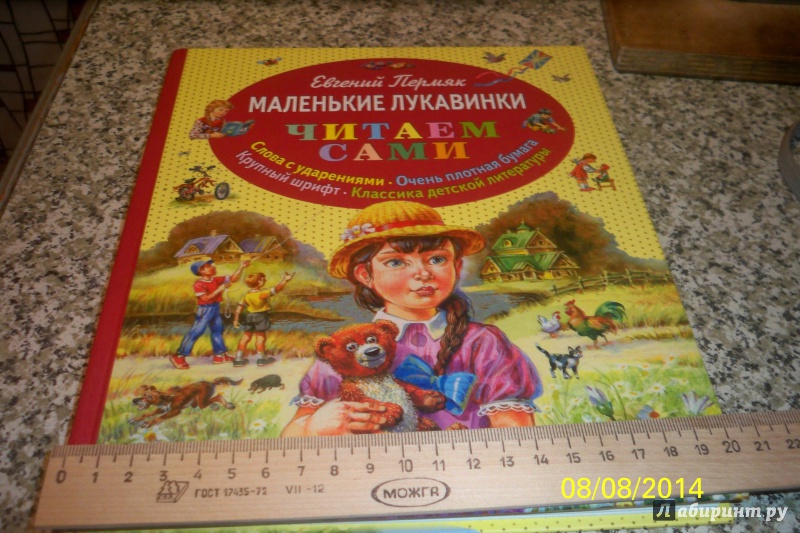 Евгений Пермяк
МАЛЕНЬКИЕ ЛУКАВИНКИ
ЧИТАЕМ
САМИ
Слова с ударениями · Очень плотная бумага
Крупный шрифт · Классика детской литературы
0 1 2 3 4 5 6 7 8 9 10 11 12 13 14 15 16 17 18 19 20 21 22
ГОСТ 17435-72 VII -12 МОЖГА
08/08/2014
Лабиринт.ру